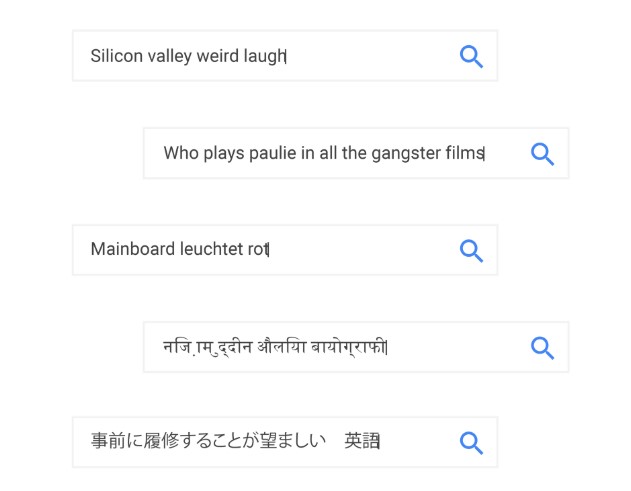 Silicon valley weird laugh
Who plays paulie in all the gangster films
Mainboard leuchtet rot
नजि़ामुद्दीन औलयिा बायोग्राफी
事前に履修することが望ましい　英語